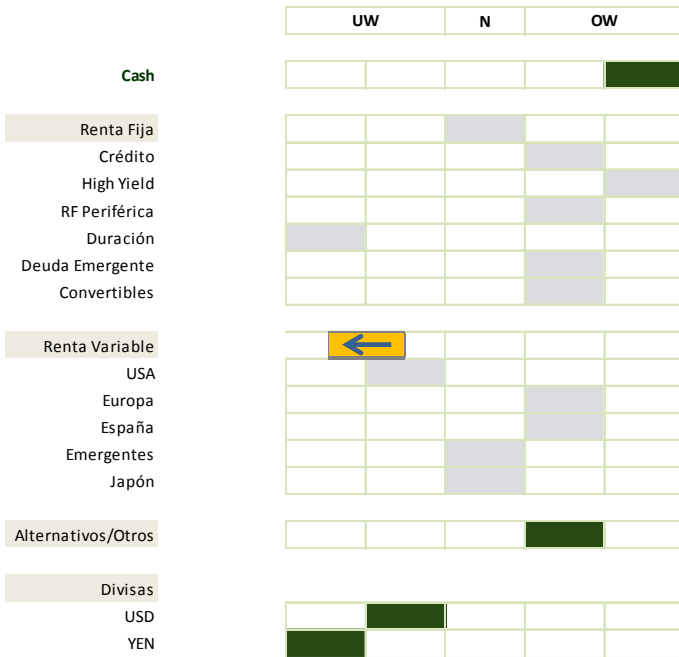 UW N OW
Cash
Renta Fija
Crédito
High Yield
RF Periférica
Duración
Deuda Emergente
Convertibles
Renta Variable
USA
Europa
España
Emergentes
Japón
Alternativos/Otros
Divisas
USD
YEN